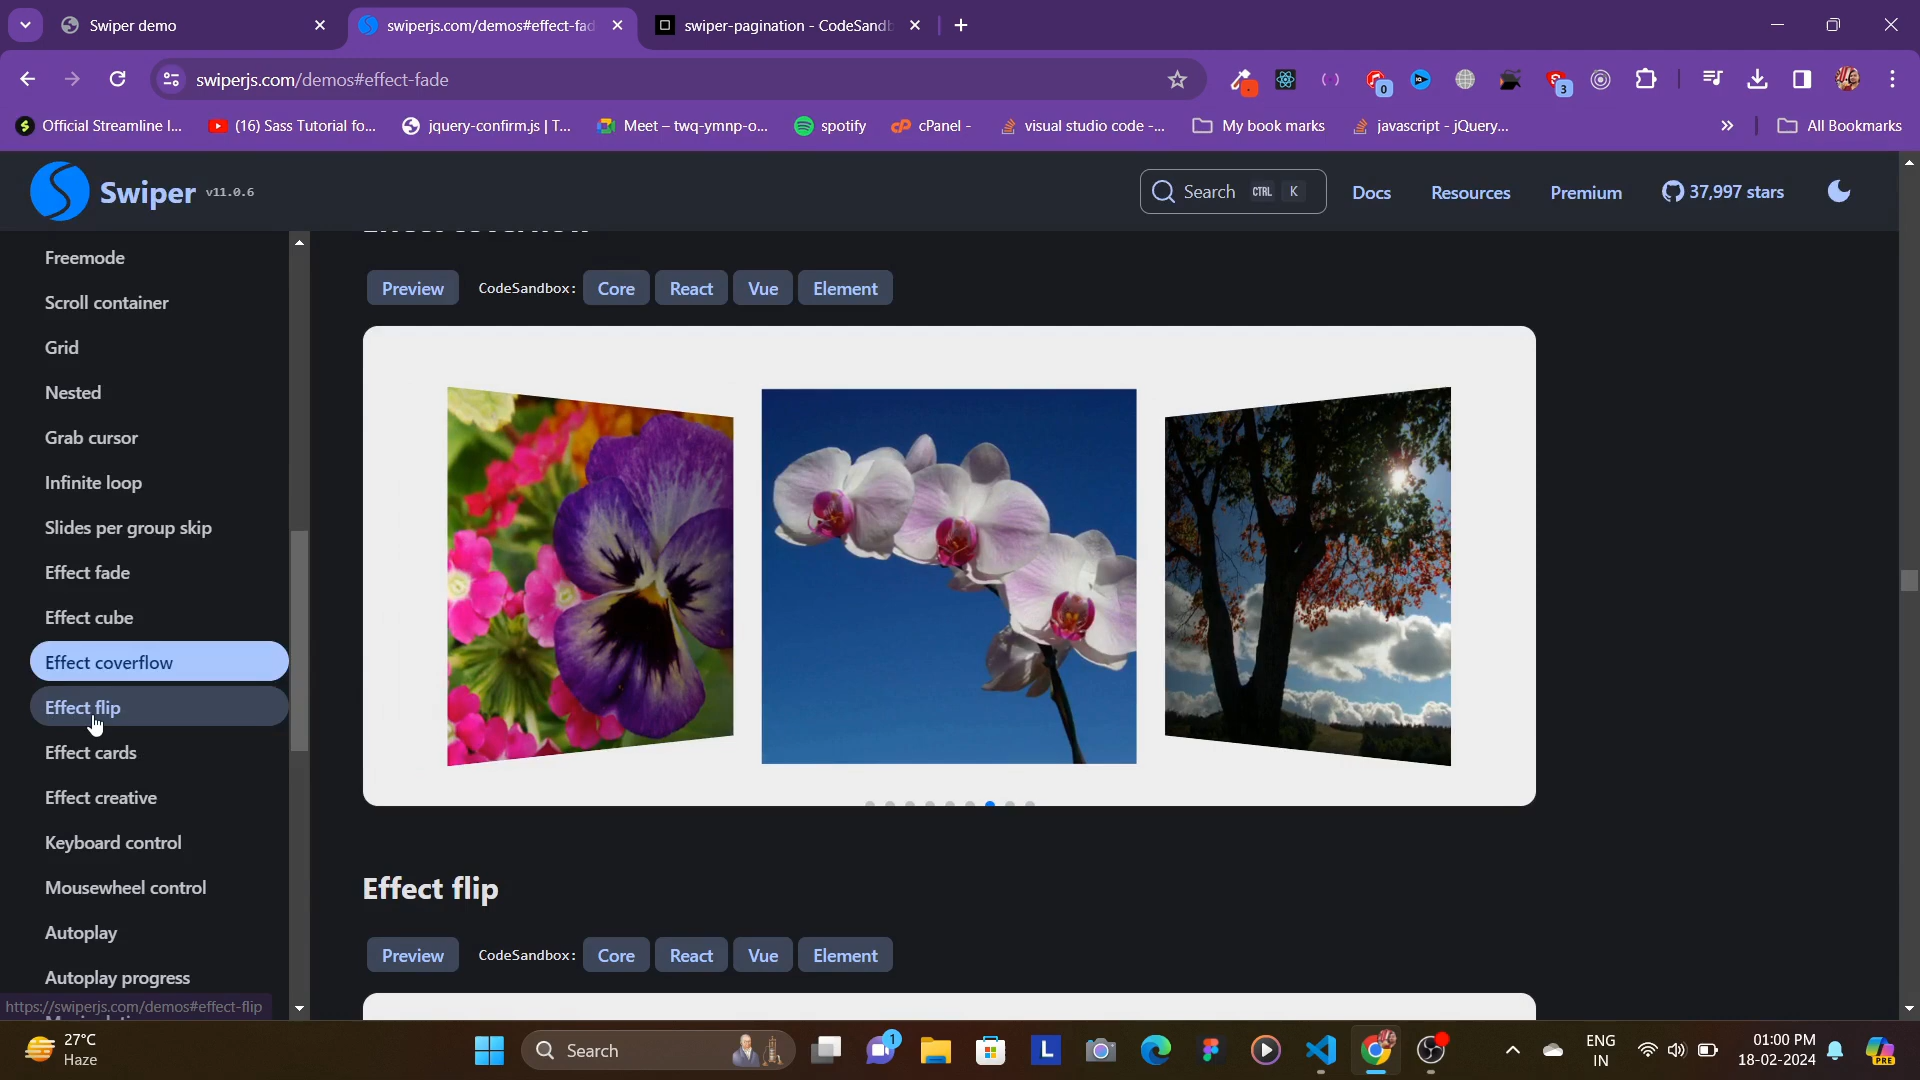 Swiper demo
swiperjs.com/demos#effect-fad
swiper-pagination - CodeSandb
swiperjs.com/demos#effect-fade
0
3
Official Streamline I...
(16) Sass Tutorial fo...
jquery-confirm.js | T...
Meet – twq-ymnp-o...
spotify
cPanel -
visual studio code -...
My book marks
javascript - jQuery...
All Bookmarks
Swiper v11.0.6
Search CTRL K
Docs
Resources
Premium
37,997 stars
Freemode
Scroll container
Grid
Nested
Grab cursor
Infinite loop
Slides per group skip
Effect fade
Effect cube
Effect coverflow
Effect flip
Effect cards
Effect creative
Keyboard control
Mousewheel control
Autoplay
Autoplay progress
https://swiperjs.com/demos#effect-flip
Preview CodeSandbox: Core React Vue Element
Effect flip
Preview CodeSandbox: Core React Vue Element
27°C
Haze
Search
1
L
ENG
IN
01:00 PM
18-02-2024
PRE